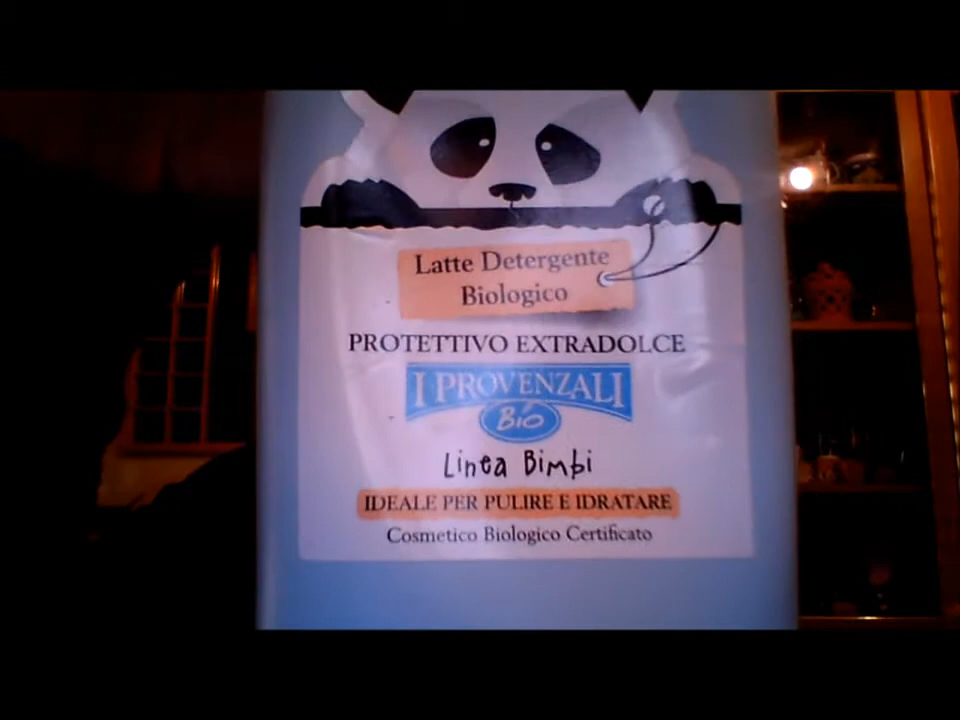 Latte Detergente
Biologico
PROTETTIVO EXTRADOLCE
I PROVENZALI
BIO
Linea Bimbi
IDEALE PER PULIRE E IDRATARE
Cosmetico Biologico Certificato